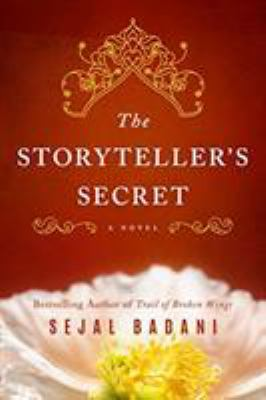 The
STORYTELLER'S
SECRET
A NOVEL
Bestselling Author of Trail of Broken Wings
SEJAL BADANI